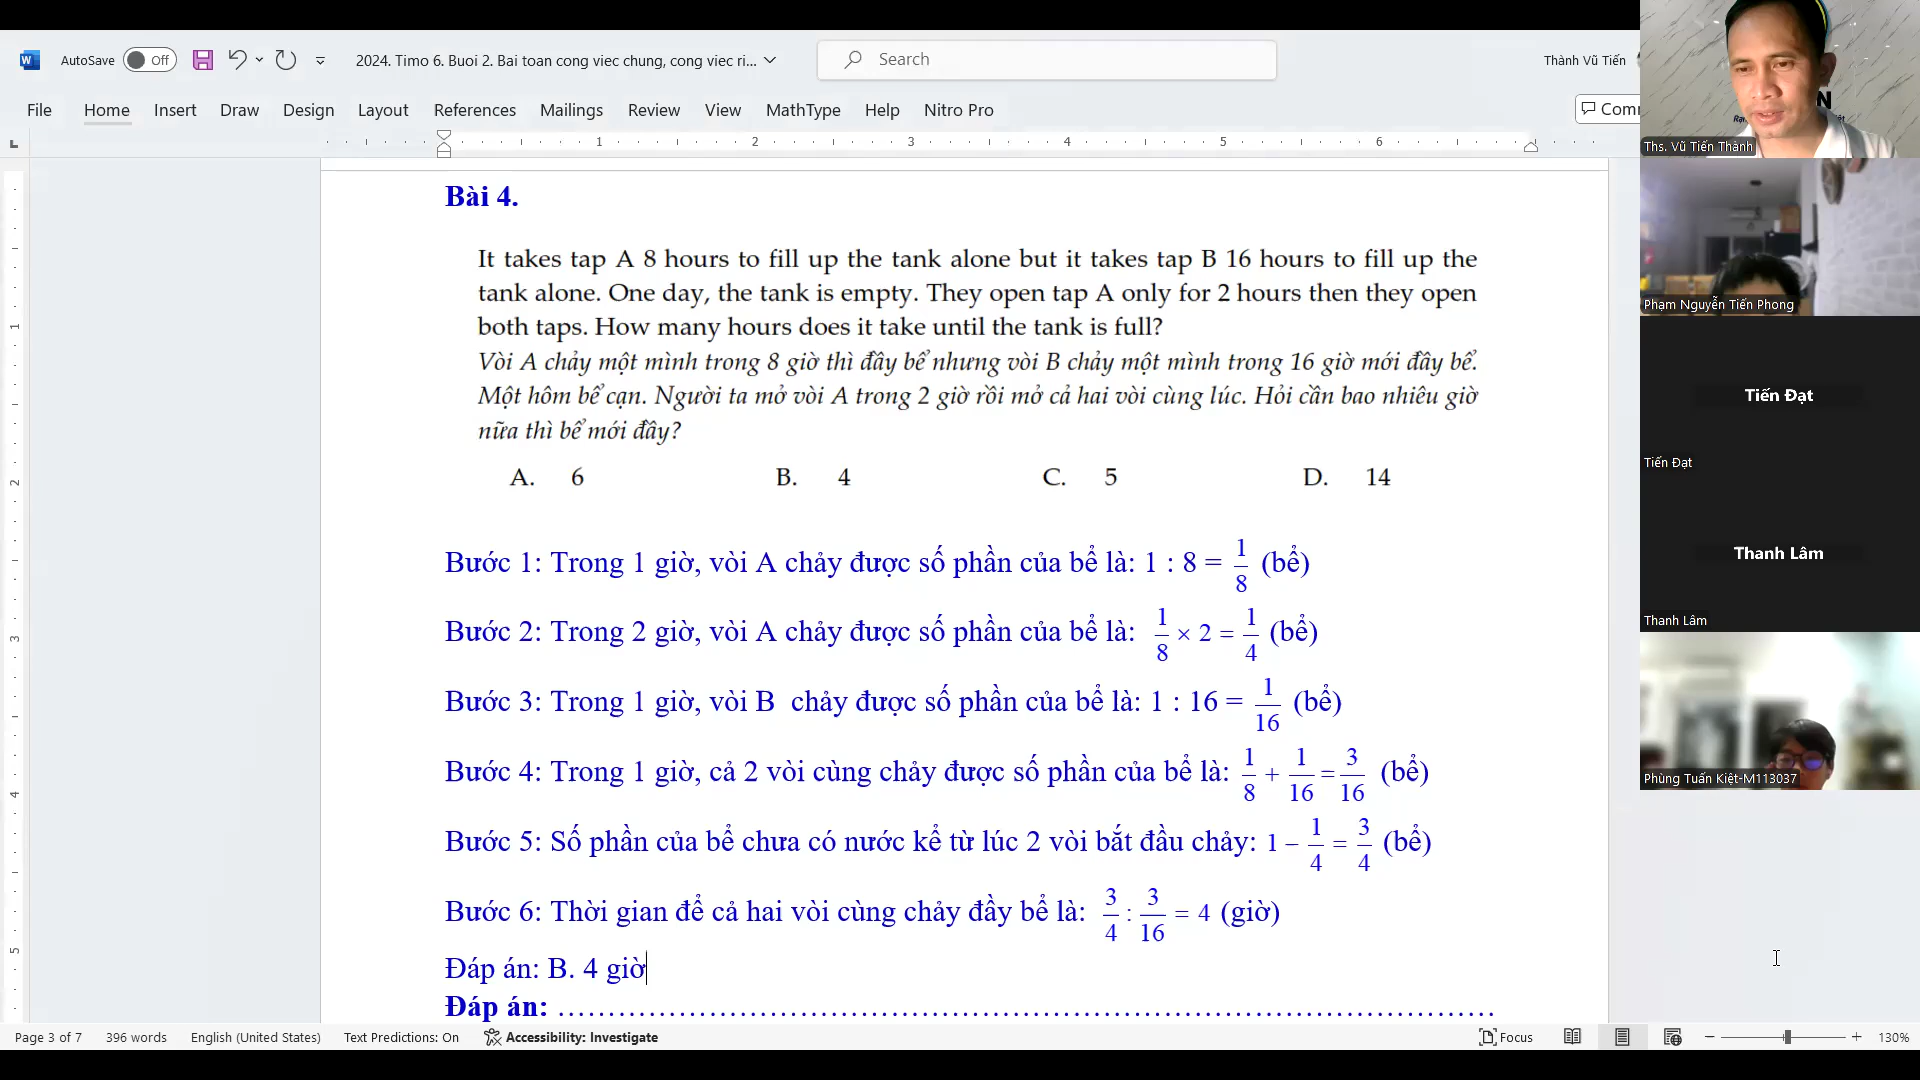 AutoSave Off 2024. Timo 6. Buoi 2. Bai toan cong viec chung, cong viec ri... Search Thành Vũ Tiến
File Home Insert Draw Design Layout References Mailings Review View MathType Help Nitro Pro Comm
Bài 4.
It takes tap A 8 hours to fill up the tank alone but it takes tap B 16 hours to fill up the
tank alone. One day, the tank is empty. They open tap A only for 2 hours then they open
both taps. How many hours does it take until the tank is full?
Vòi A chảy một mình trong 8 giờ thì đầy bể nhưng vòi B chảy một mình trong 16 giờ mới đầy bể.
Một hôm bể cạn. Người ta mở vòi A trong 2 giờ rồi mở cả hai vòi cùng lúc. Hỏi cần bao nhiêu giờ
nữa thì bể mới đầy?
A. 6 B. 4 C. 5 D. 14
Bước 1: Trong 1 giờ, vòi A chảy được số phần của bể là: 1 : 8 = 1/8 (bể)
Bước 2: Trong 2 giờ, vòi A chảy được số phần của bể là: 1/8 × 2 = 1/4 (bể)
Bước 3: Trong 1 giờ, vòi B chảy được số phần của bể là: 1 : 16 = 1/16 (bể)
Bước 4: Trong 1 giờ, cả 2 vòi cùng chảy được số phần của bể là: 1/8 + 1/16 = 3/16 (bể)
Bước 5: Số phần của bể chưa có nước kể từ lúc 2 vòi bắt đầu chảy: 1 − 1/4 = 3/4 (bể)
Bước 6: Thời gian để cả hai vòi cùng chảy đầy bể là: 3/4 : 3/16 = 4 (giờ)
Đáp án: B. 4 giờ
Đáp án: ................................................................
Page 3 of 7 396 words English (United States) Text Predictions: On Accessibility: Investigate Focus 130%
Ths. Vũ Tiến Thành
Phạm Nguyễn Tiến Phong
Tiến Đạt
Tiến Đạt
Thanh Lâm
Thanh Lâm
Phùng Tuấn Kiệt-M113037